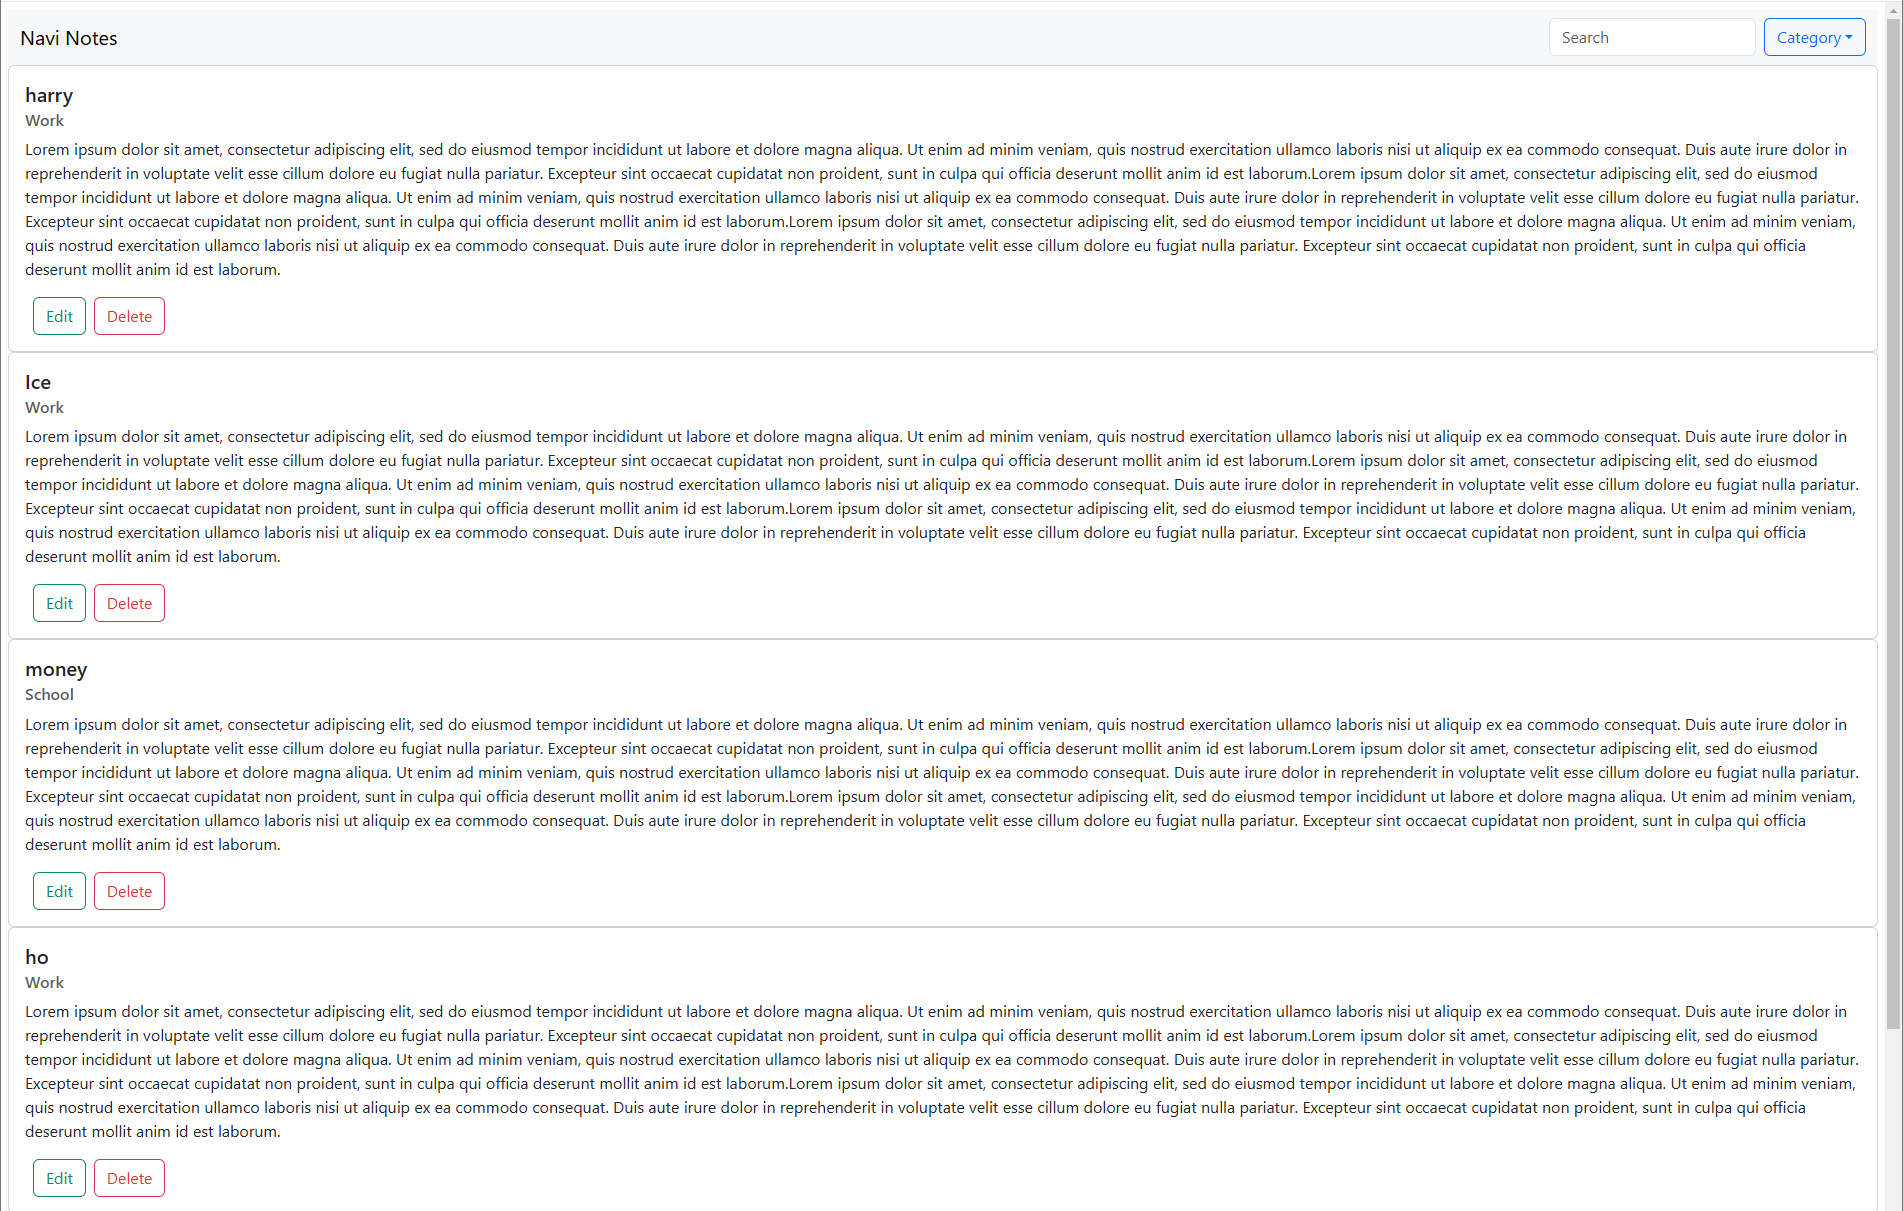 Navi Notes
Search
Category
harry
Work
Lorem ipsum dolor sit amet, consectetur adipiscing elit, sed do eiusmod tempor incididunt ut labore et dolore magna aliqua. Ut enim ad minim veniam, quis nostrud exercitation ullamco laboris nisi ut aliquip ex ea commodo consequat. Duis aute irure dolor in
reprehenderit in voluptate velit esse cillum dolore eu fugiat nulla pariatur. Excepteur sint occaecat cupidatat non proident, sunt in culpa qui officia deserunt mollit anim id est laborum.Lorem ipsum dolor sit amet, consectetur adipiscing elit, sed do eiusmod
tempor incididunt ut labore et dolore magna aliqua. Ut enim ad minim veniam, quis nostrud exercitation ullamco laboris nisi ut aliquip ex ea commodo consequat. Duis aute irure dolor in reprehenderit in voluptate velit esse cillum dolore eu fugiat nulla pariatur.
Excepteur sint occaecat cupidatat non proident, sunt in culpa qui officia deserunt mollit anim id est laborum.Lorem ipsum dolor sit amet, consectetur adipiscing elit, sed do eiusmod tempor incididunt ut labore et dolore magna aliqua. Ut enim ad minim veniam,
quis nostrud exercitation ullamco laboris nisi ut aliquip ex ea commodo consequat. Duis aute irure dolor in reprehenderit in voluptate velit esse cillum dolore eu fugiat nulla pariatur. Excepteur sint occaecat cupidatat non proident, sunt in culpa qui officia
deserunt mollit anim id est laborum.
Edit Delete
Ice
Work
Lorem ipsum dolor sit amet, consectetur adipiscing elit, sed do eiusmod tempor incididunt ut labore et dolore magna aliqua. Ut enim ad minim veniam, quis nostrud exercitation ullamco laboris nisi ut aliquip ex ea commodo consequat. Duis aute irure dolor in
reprehenderit in voluptate velit esse cillum dolore eu fugiat nulla pariatur. Excepteur sint occaecat cupidatat non proident, sunt in culpa qui officia deserunt mollit anim id est laborum.Lorem ipsum dolor sit amet, consectetur adipiscing elit, sed do eiusmod
tempor incididunt ut labore et dolore magna aliqua. Ut enim ad minim veniam, quis nostrud exercitation ullamco laboris nisi ut aliquip ex ea commodo consequat. Duis aute irure dolor in reprehenderit in voluptate velit esse cillum dolore eu fugiat nulla pariatur.
Excepteur sint occaecat cupidatat non proident, sunt in culpa qui officia deserunt mollit anim id est laborum.Lorem ipsum dolor sit amet, consectetur adipiscing elit, sed do eiusmod tempor incididunt ut labore et dolore magna aliqua. Ut enim ad minim veniam,
quis nostrud exercitation ullamco laboris nisi ut aliquip ex ea commodo consequat. Duis aute irure dolor in reprehenderit in voluptate velit esse cillum dolore eu fugiat nulla pariatur. Excepteur sint occaecat cupidatat non proident, sunt in culpa qui officia
deserunt mollit anim id est laborum.
Edit Delete
money
School
Lorem ipsum dolor sit amet, consectetur adipiscing elit, sed do eiusmod tempor incididunt ut labore et dolore magna aliqua. Ut enim ad minim veniam, quis nostrud exercitation ullamco laboris nisi ut aliquip ex ea commodo consequat. Duis aute irure dolor in
reprehenderit in voluptate velit esse cillum dolore eu fugiat nulla pariatur. Excepteur sint occaecat cupidatat non proident, sunt in culpa qui officia deserunt mollit anim id est laborum.Lorem ipsum dolor sit amet, consectetur adipiscing elit, sed do eiusmod
tempor incididunt ut labore et dolore magna aliqua. Ut enim ad minim veniam, quis nostrud exercitation ullamco laboris nisi ut aliquip ex ea commodo consequat. Duis aute irure dolor in reprehenderit in voluptate velit esse cillum dolore eu fugiat nulla pariatur.
Excepteur sint occaecat cupidatat non proident, sunt in culpa qui officia deserunt mollit anim id est laborum.Lorem ipsum dolor sit amet, consectetur adipiscing elit, sed do eiusmod tempor incididunt ut labore et dolore magna aliqua. Ut enim ad minim veniam,
quis nostrud exercitation ullamco laboris nisi ut aliquip ex ea commodo consequat. Duis aute irure dolor in reprehenderit in voluptate velit esse cillum dolore eu fugiat nulla pariatur. Excepteur sint occaecat cupidatat non proident, sunt in culpa qui officia
deserunt mollit anim id est laborum.
Edit Delete
ho
Work
Lorem ipsum dolor sit amet, consectetur adipiscing elit, sed do eiusmod tempor incididunt ut labore et dolore magna aliqua. Ut enim ad minim veniam, quis nostrud exercitation ullamco laboris nisi ut aliquip ex ea commodo consequat. Duis aute irure dolor in
reprehenderit in voluptate velit esse cillum dolore eu fugiat nulla pariatur. Excepteur sint occaecat cupidatat non proident, sunt in culpa qui officia deserunt mollit anim id est laborum.Lorem ipsum dolor sit amet, consectetur adipiscing elit, sed do eiusmod
tempor incididunt ut labore et dolore magna aliqua. Ut enim ad minim veniam, quis nostrud exercitation ullamco laboris nisi ut aliquip ex ea commodo consequat. Duis aute irure dolor in reprehenderit in voluptate velit esse cillum dolore eu fugiat nulla pariatur.
Excepteur sint occaecat cupidatat non proident, sunt in culpa qui officia deserunt mollit anim id est laborum.Lorem ipsum dolor sit amet, consectetur adipiscing elit, sed do eiusmod tempor incididunt ut labore et dolore magna aliqua. Ut enim ad minim veniam,
quis nostrud exercitation ullamco laboris nisi ut aliquip ex ea commodo consequat. Duis aute irure dolor in reprehenderit in voluptate velit esse cillum dolore eu fugiat nulla pariatur. Excepteur sint occaecat cupidatat non proident, sunt in culpa qui officia
deserunt mollit anim id est laborum.
Edit Delete